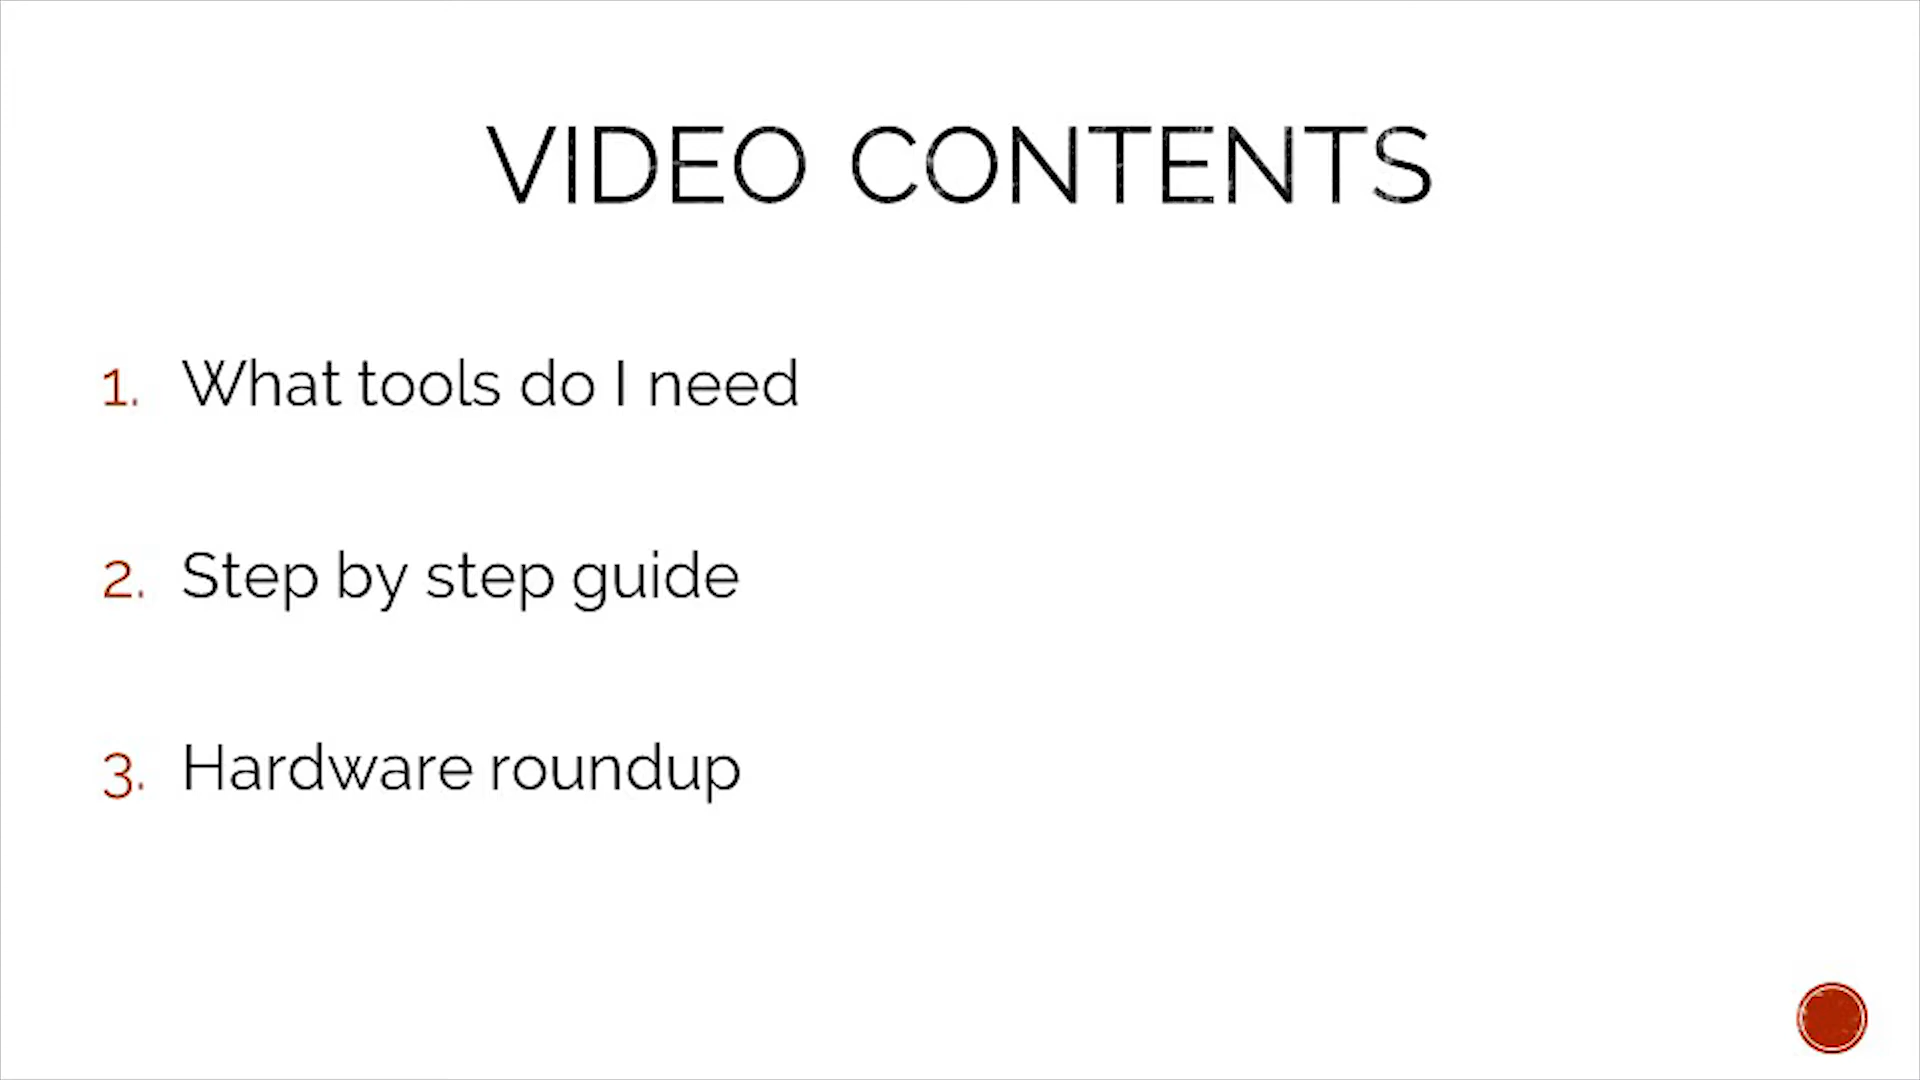 VIDEO CONTENTS
1. What tools do I need
2. Step by step guide
3. Hardware roundup